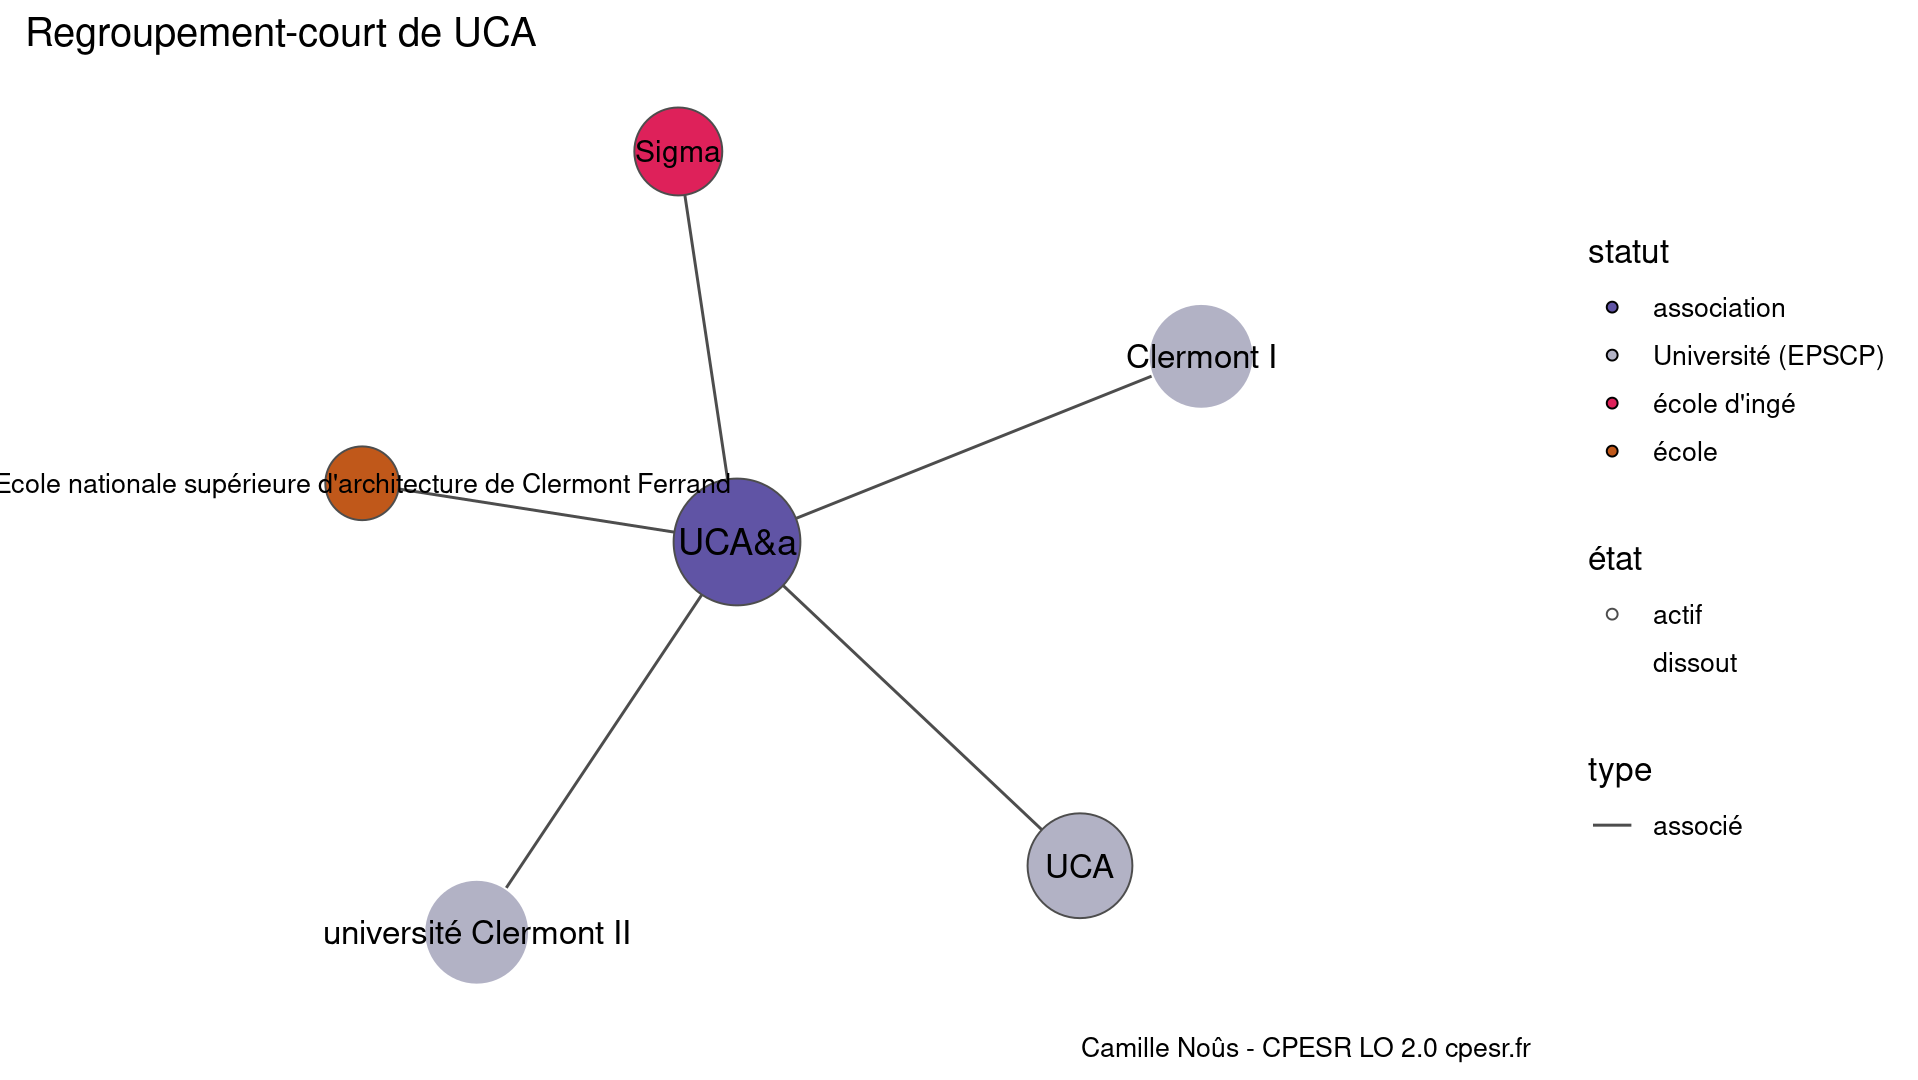 Regroupement-court de UCA
Sigma
Clermont I
Ecole nationale supérieure d'architecture de Clermont Ferrand
UCA&a
UCA
université Clermont II
statut
association
Université (EPSCP)
école d'ingé
école
état
actif
dissout
type
associé
Camille Noûs - CPESR LO 2.0 cpesr.fr